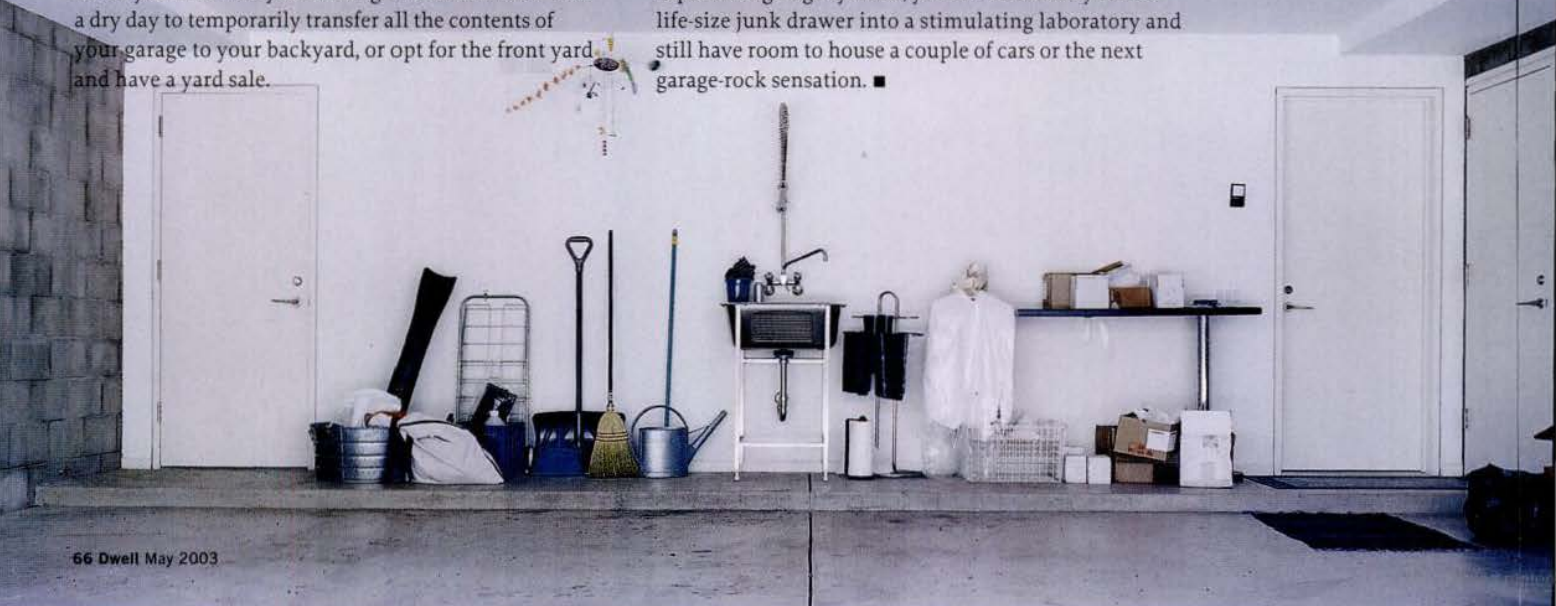 a dry day to temporarily transfer all the contents of
your garage to your backyard, or opt for the front yard
and have a yard sale.
life-size junk drawer into a stimulating laboratory and
still have room to house a couple of cars or the next
garage-rock sensation. ■
66 Dwell May 2003